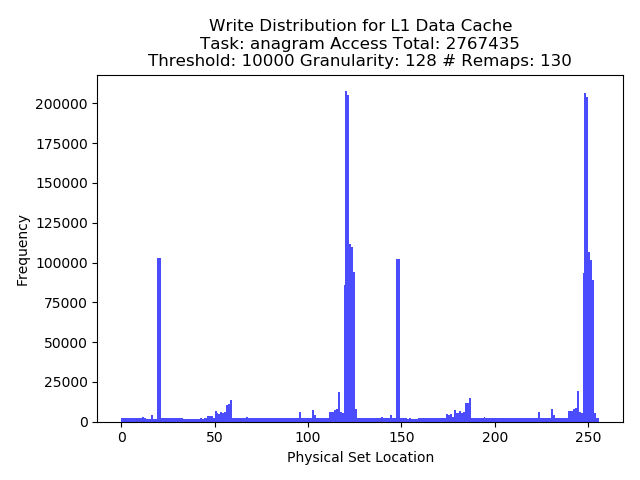 Write Distribution for L1 Data Cache
Task: anagram Access Total: 2767435
Threshold: 10000 Granularity: 128 # Remaps: 130
200000
175000
150000
125000
100000
75000
50000
25000
0
Frequency
0 50 100 150 200 250
Physical Set Location